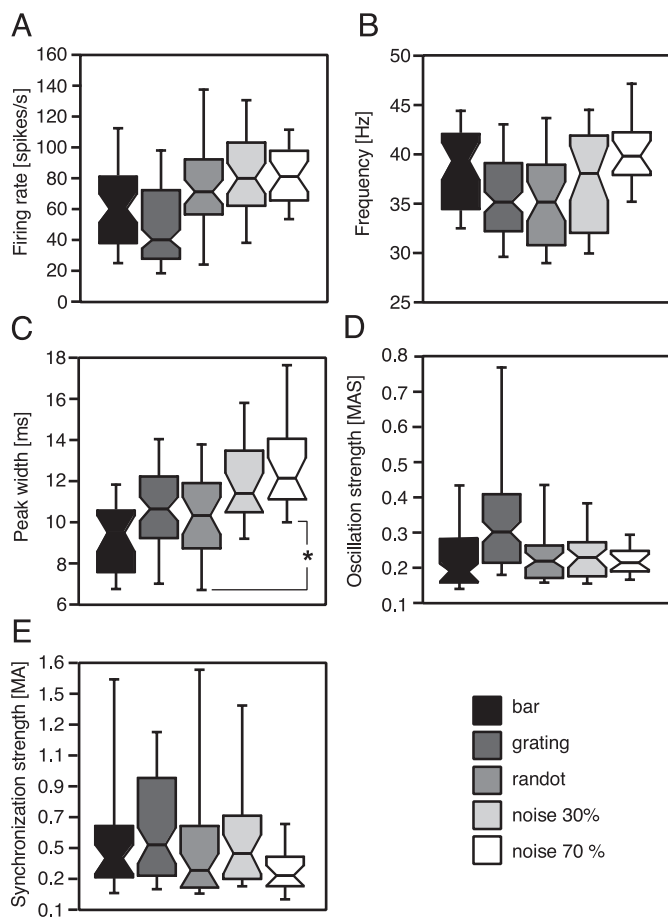 A
Firing rate [spikes/s]
160
140
120
100
80
60
40
20
0
B
Frequency [Hz]
50
45
40
35
30
25
C
Peak width [ms]
18
16
14
12
10
8
6
*
D
Oscillation strength [MAS]
0.8
0.7
0.6
0.5
0.4
0.3
0.2
0.1
E
Synchronization strength [MA]
1.6
1.5
1.2
1.1
0.9
0.7
0.5
0.2
0.1
bar
grating
randot
noise 30%
noise 70 %